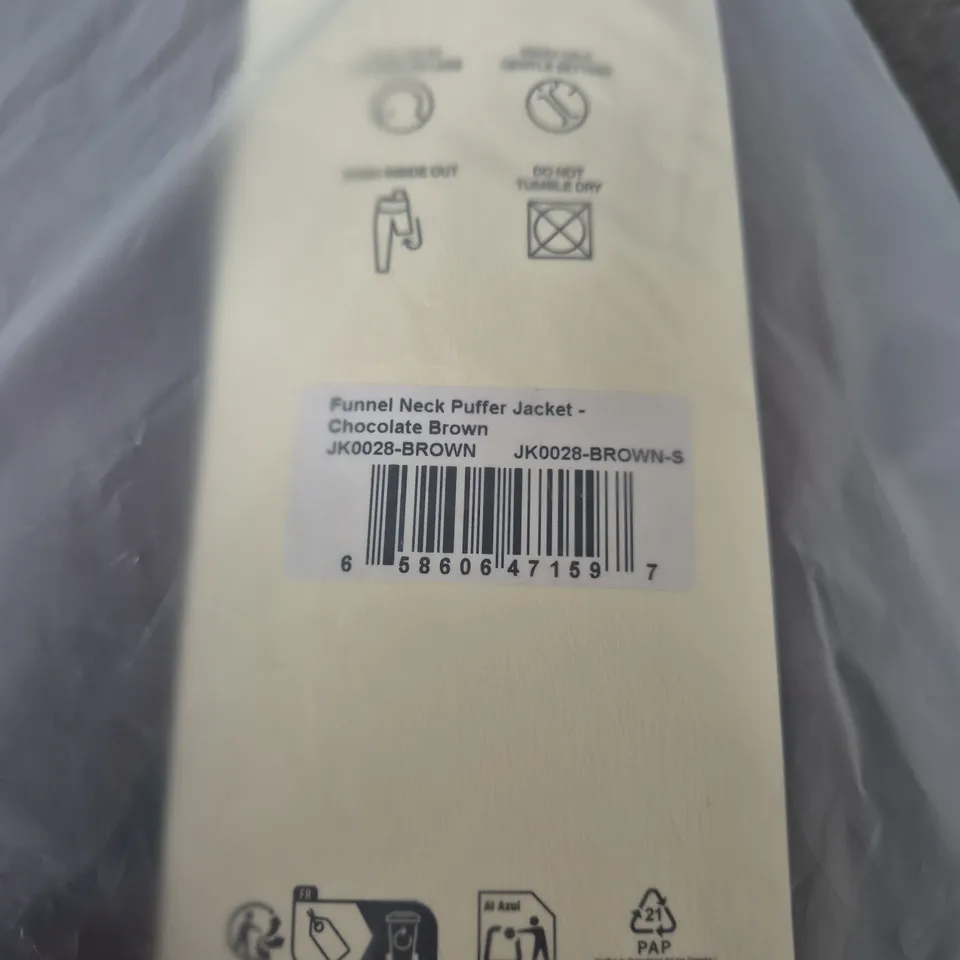 INSIDE OUT
DO NOT
TUMBLE DRY
Funnel Neck Puffer Jacket -
Chocolate Brown
JK0028-BROWN JK0028-BROWN-S
6 58606 47159 7
FR
Al Azul
21
PAP